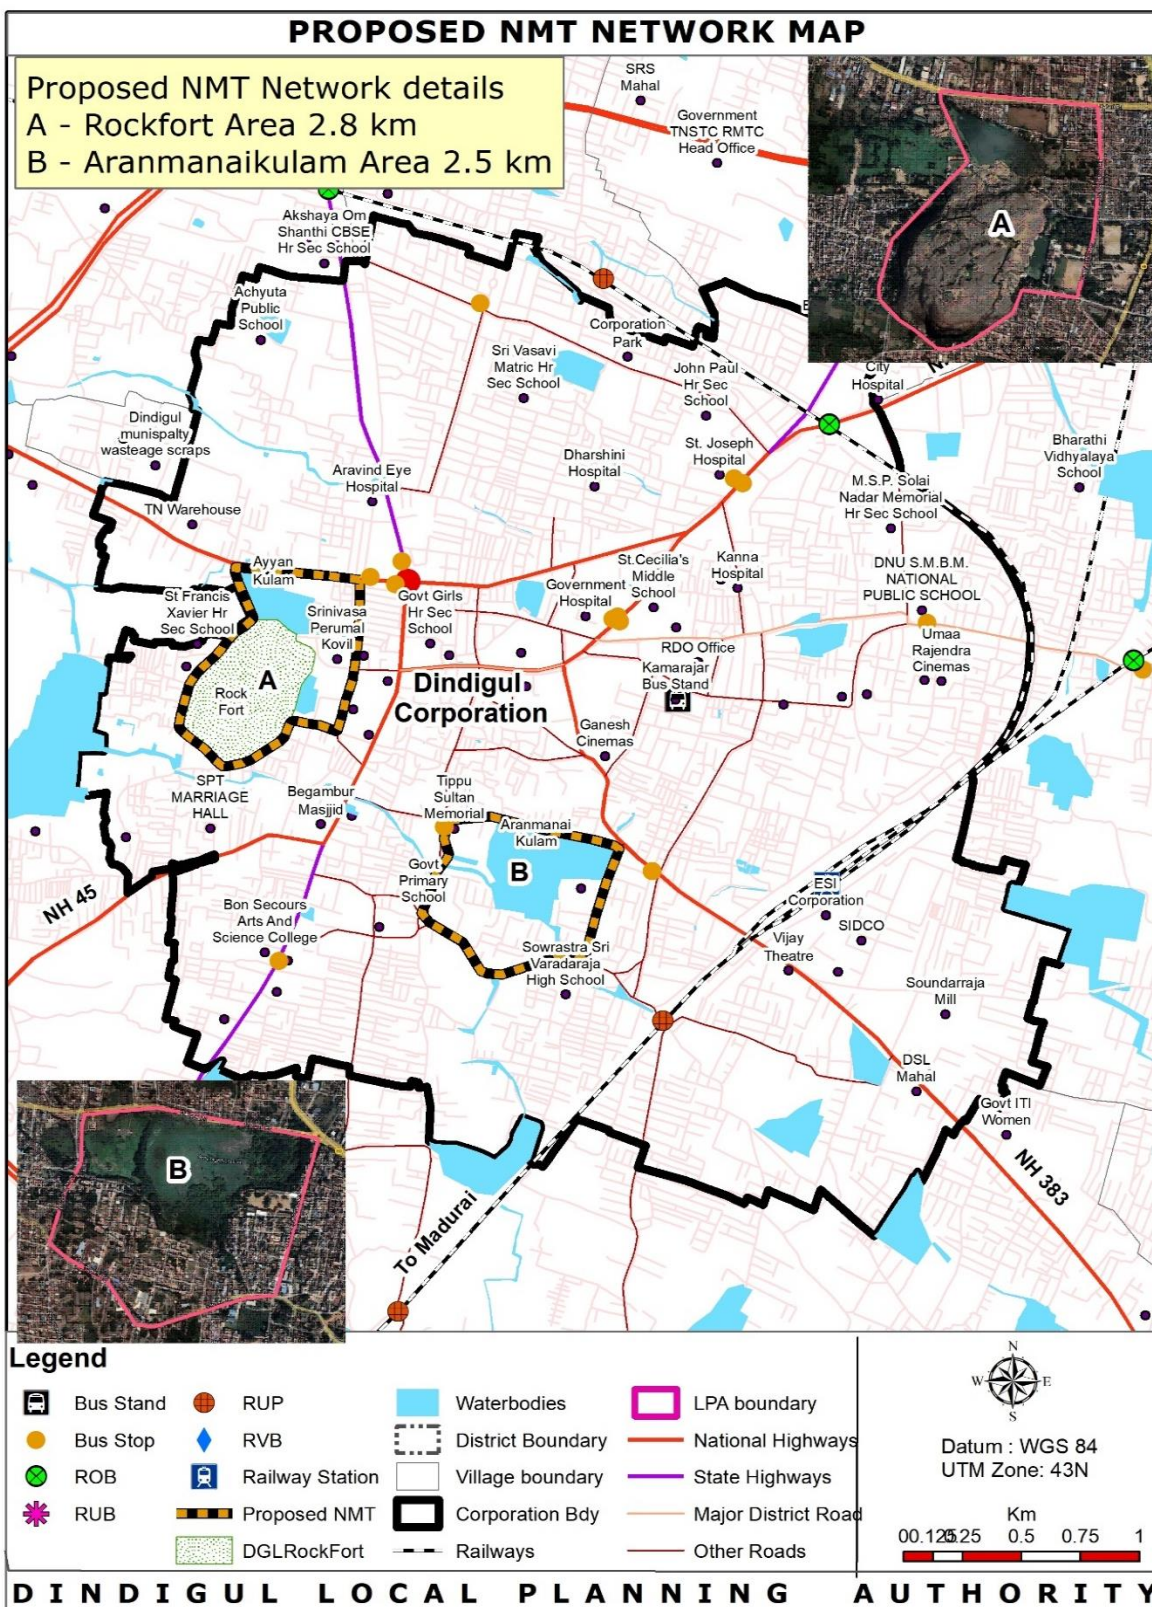 PROPOSED NMT NETWORK MAP
Proposed NMT Network details
A - Rockfort Area 2.8 km
B - Aranmanaikulam Area 2.5 km
SRS
Mahal
Government
TNSTC RMTC
Head Office
A
Akshaya Om
Shanthi CBSE
Hr Sec School
Achyuta
Public
School
Corporation
Park
Sri Vasavi
Matric Hr
Sec School
John Paul
Hr Sec
School
City
Hospital
Dindigul
munispalty
wasteage scraps
Aravind Eye
Hospital
Dharshini
Hospital
St. Joseph
Hospital
Bharathi
Vidhyalaya
School
M.S.P. Solai
Nadar Memorial
Hr Sec School
TN Warehouse
Ayyan
Kulam
St Francis
Xavier Hr
Sec School
Srinivasa
Perumal
Kovil
Govt Girls
Hr Sec
School
Government
Hospital
St.Cecilia's
Middle
School
Kanna
Hospital
DNU S.M.B.M.
NATIONAL
PUBLIC SCHOOL
Umaa
Rajendra
Cinemas
RDO Office
Kamarajar
Bus Stand
A
Rock
Fort
Dindigul
Corporation
Ganesh
Cinemas
SPT
MARRIAGE
HALL
Begambur
Masjjid
Tippu
Sultan
Memorial
Aranmanai
Kulam
B
Govt
Primary
School
NH 45
Bon Secours
Arts And
Science College
Sowrastra Sri
Varadaraja
High School
ESI
Corporation
SIDCO
Vijay
Theatre
Soundarraja
Mill
DSL
Mahal
Govt ITI
Women
NH 383
To Madurai
B
Legend
Bus Stand
Bus Stop
ROB
RUB
RUP
RVB
Railway Station
Proposed NMT
DGLRockFort
Waterbodies
District Boundary
Village boundary
Corporation Bdy
Railways
LPA boundary
National Highways
State Highways
Major District Road
Other Roads
N
W
E
S
Datum : WGS 84
UTM Zone: 43N
Km
0 0.125 0.25 0.5 0.75 1
DINDIGUL LOCAL PLANNING AUTHORITY